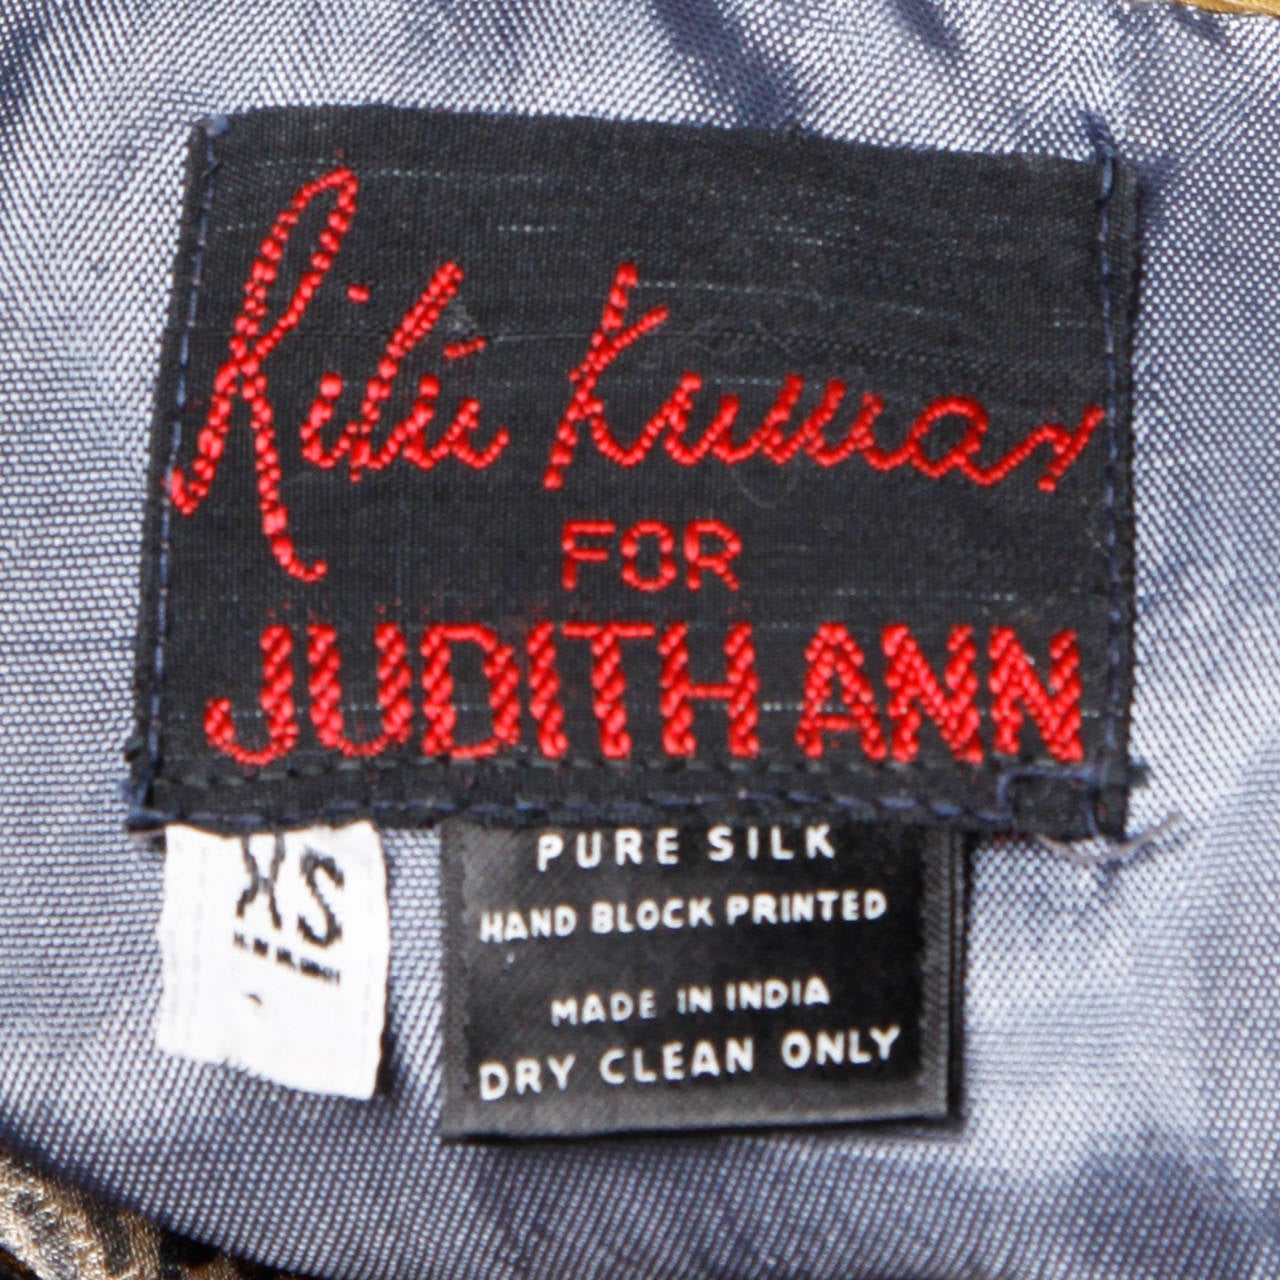 Ritu Kumar
FOR
JUDITH ANN
XS
PURE SILK
HAND BLOCK PRINTED
MADE IN INDIA
DRY CLEAN ONLY